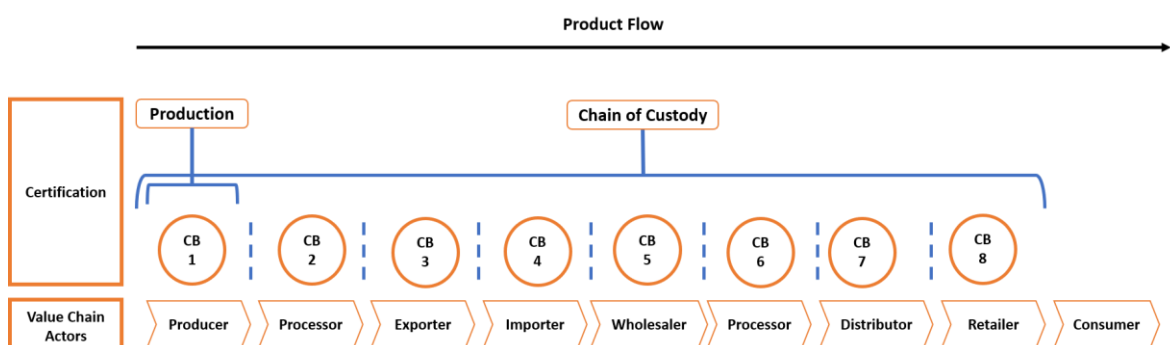 Product Flow
Production
Chain of Custody
Certification
CB
1
CB
2
CB
3
CB
4
CB
5
CB
6
CB
7
CB
8
Value Chain
Actors
Producer
Processor
Exporter
Importer
Wholesaler
Processor
Distributor
Retailer
Consumer